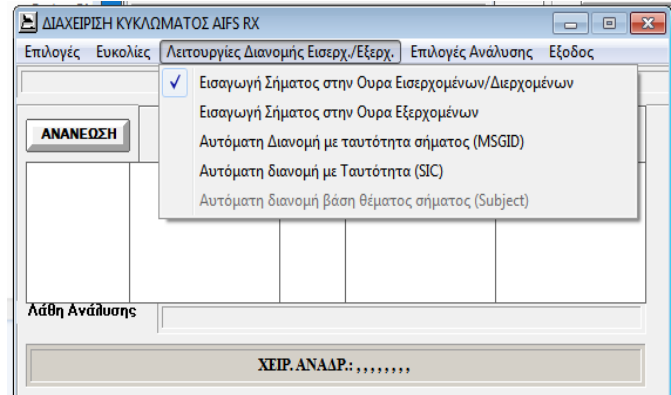 ΔΙΑΧΕΙΡΙΣΗ ΚΥΚΛΩΜΑΤΟΣ AIFS RX
Επιλογές Ευκολίες Λειτουργίες Διανομής Εισερχ./Εξερχ. Επιλογές Ανάλυσης Εξοδος
Εισαγωγή Σήματος στην Ουρα Εισερχομένων/Διερχομένων
Εισαγωγή Σήματος στην Ουρα Εξερχομένων
ΑΝΑΝΕΩΣΗ
Αυτόματη Διανομή με ταυτότητα σήματος (MSGID)
Αυτόματη διανομή με Ταυτότητα (SIC)
Αυτόματη διανομή βάση θέματος σήματος (Subject)
Λάθη Ανάλυσης
ΧΕΙΡ. ΑΝΑΔΡ.: , , , , , , , ,